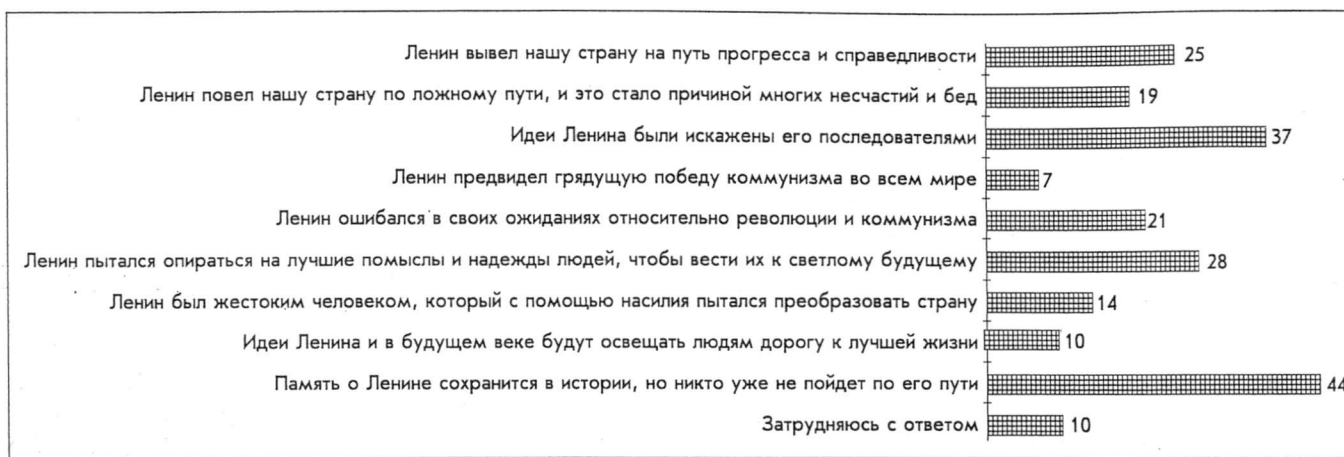 Ленин вывел нашу страну на путь прогресса и справедливости 25
Ленин повел нашу страну по ложному пути, и это стало причиной многих несчастий и бед 19
Идеи Ленина были искажены его последователями 37
Ленин предвидел грядущую победу коммунизма во всем мире 7
Ленин ошибался в своих ожиданиях относительно революции и коммунизма 21
Ленин пытался опираться на лучшие помыслы и надежды людей, чтобы вести их к светлому будущему 28
Ленин был жестоким человеком, который с помощью насилия пытался преобразовать страну 14
Идеи Ленина и в будущем веке будут освещать людям дорогу к лучшей жизни 10
Память о Ленине сохранится в истории, но никто уже не пойдет по его пути 44
Затрудняюсь с ответом 10